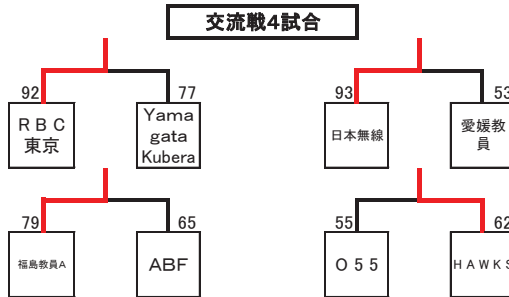 交流戦4試合
92 77 93 53
ＲＢＣ
東京
Yama
gata
Kubera
日本無線
愛媛教
員
79 65 55 62
福島教員A
ABF
Ｏ５５
ＨＡＷＫＳ